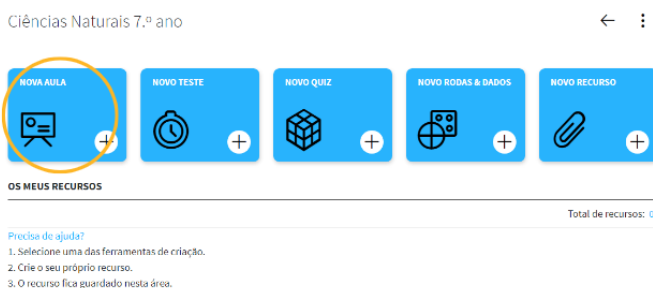 Ciências Naturais 7.º ano
NOVA AULA
NOVO TESTE
NOVO QUIZ
NOVO RODAS & DADOS
NOVO RECURSO
OS MEUS RECURSOS
Total de recursos: 0
Precisa de ajuda?
1. Selecione uma das ferramentas de criação.
2. Crie o seu próprio recurso.
3. O recurso fica guardado nesta área.